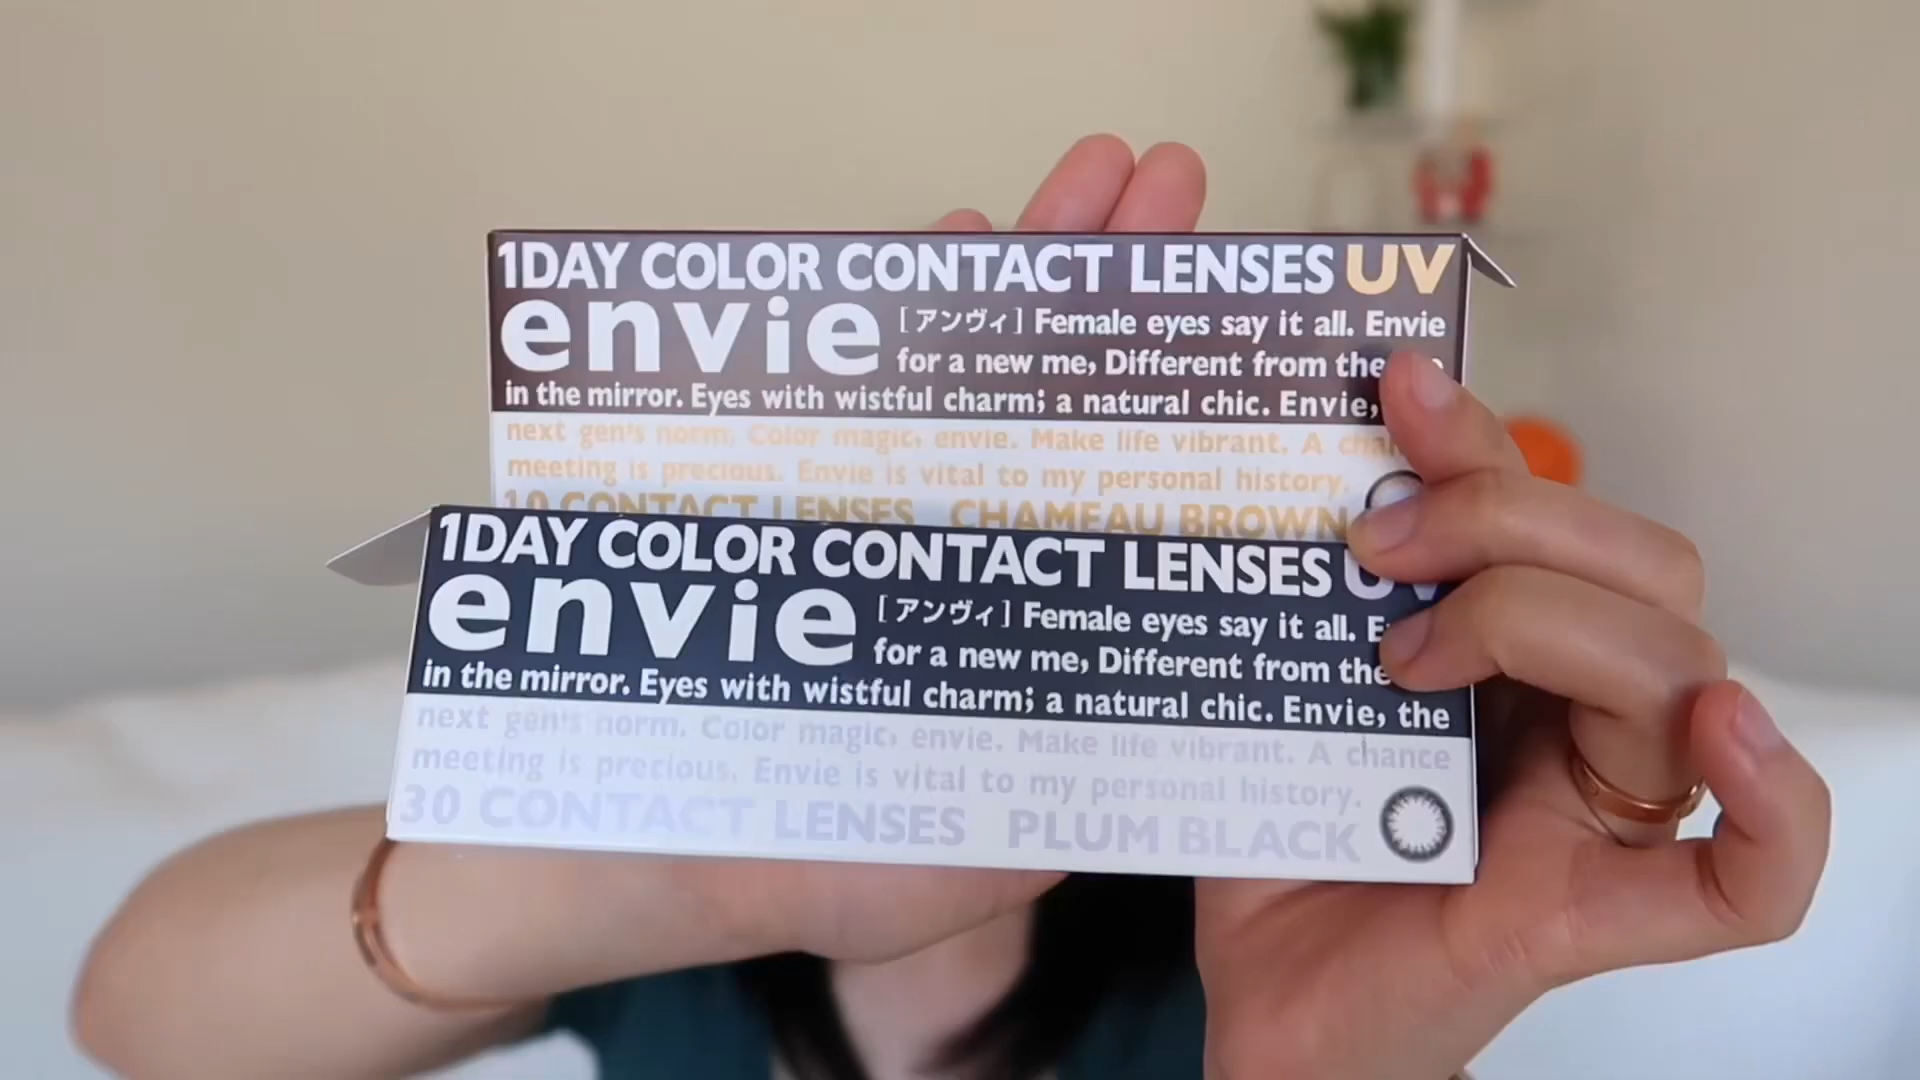 1DAY COLOR CONTACT LENSES UV
envie [アンヴィ] Female eyes say it all. Envie
for a new me, Different from the
in the mirror. Eyes with wistful charm; a natural chic. Envie,
next gen's norm. Color magic, envie. Make life vibrant. A
meeting is precious. Envie is vital to my personal history.
10 CONTACT LENSES CHAMEAU BROWN
1DAY COLOR CONTACT LENSES UV
envie [アンヴィ] Female eyes say it all.
for a new me, Different from the
in the mirror. Eyes with wistful charm; a natural chic. Envie, the
next gen's norm. Color magic, envie. Make life vibrant. A chance
meeting is precious. Envie is vital to my personal history.
30 CONTACT LENSES PLUM BLACK